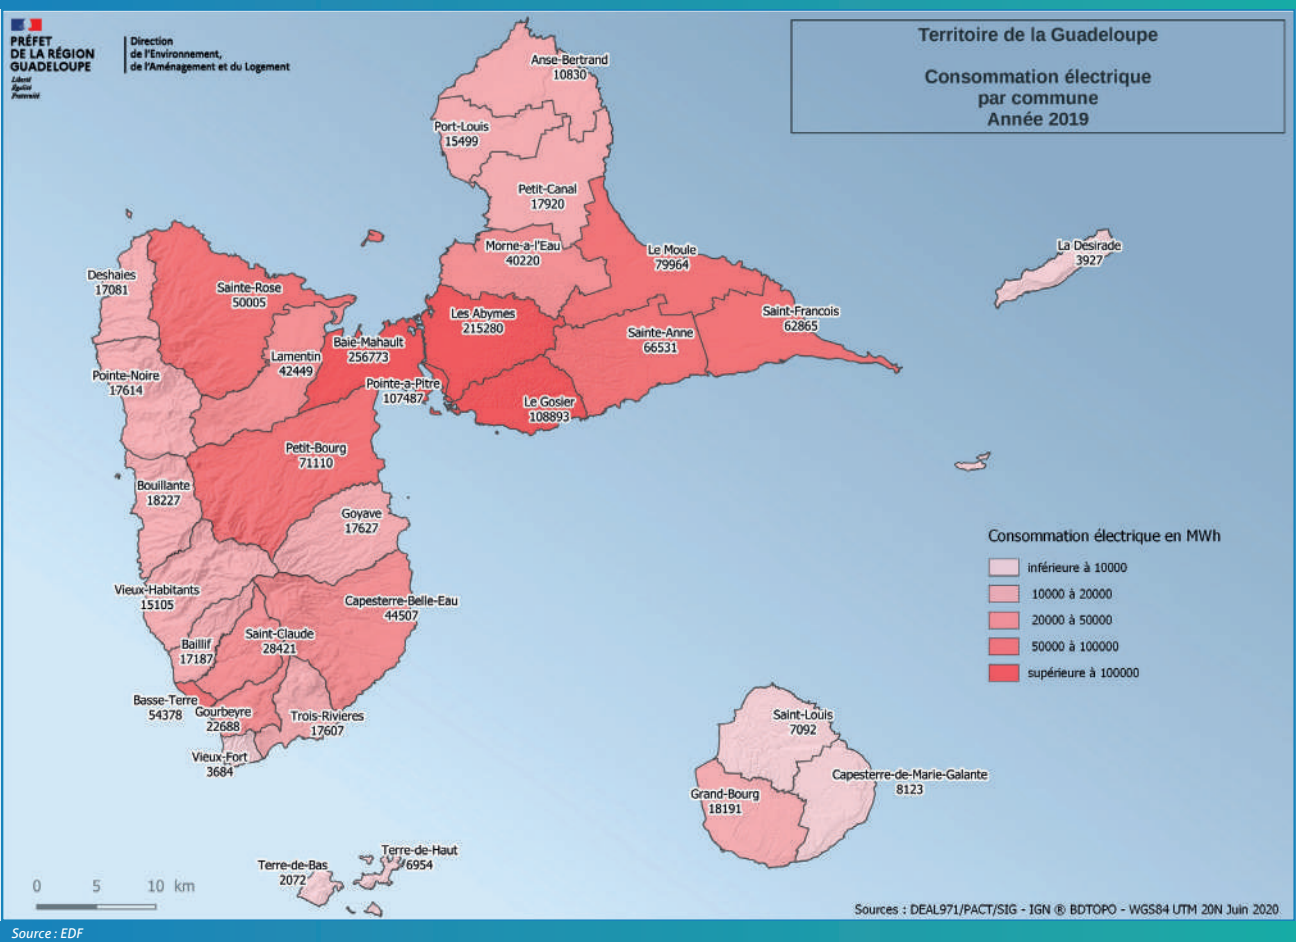 PRÉFET
DE LA RÉGION
GUADELOUPE
Liberté
Égalité
Fraternité
Direction
de l'Environnement,
de l'Aménagement et du Logement
Territoire de la Guadeloupe
Consommation électrique
par commune
Année 2019
Anse-Bertrand
10830
Port-Louis
15499
Petit-Canal
17920
Morne-a-l'Eau
40220
Le Moule
79964
La Desirade
3927
Deshaies
17081
Sainte-Rose
50005
Les Abymes
215280
Saint-Francois
62865
Sainte-Anne
66531
Baie-Mahault
256773
Lamentin
42449
Pointe-Noire
17614
Pointe-a-Pitre
107487
Le Gosier
108893
Petit-Bourg
71110
Bouillante
18227
Goyave
17627
Vieux-Habitants
15105
Capesterre-Belle-Eau
44507
Saint-Claude
28421
Baillif
17187
Basse-Terre
54378
Gourbeyre
22688
Trois-Rivieres
17607
Vieux-Fort
3684
Consommation électrique en MWh
inférieure à 10000
10000 à 20000
20000 à 50000
50000 à 100000
supérieure à 100000
Saint-Louis
7092
Capesterre-de-Marie-Galante
8123
Grand-Bourg
18191
Terre-de-Haut
6954
Terre-de-Bas
2072
0 5 10 km
Sources : DEAL971/PACT/SIG - IGN ® BDTOPO - WGS84 UTM 20N Juin 2020
Source : EDF